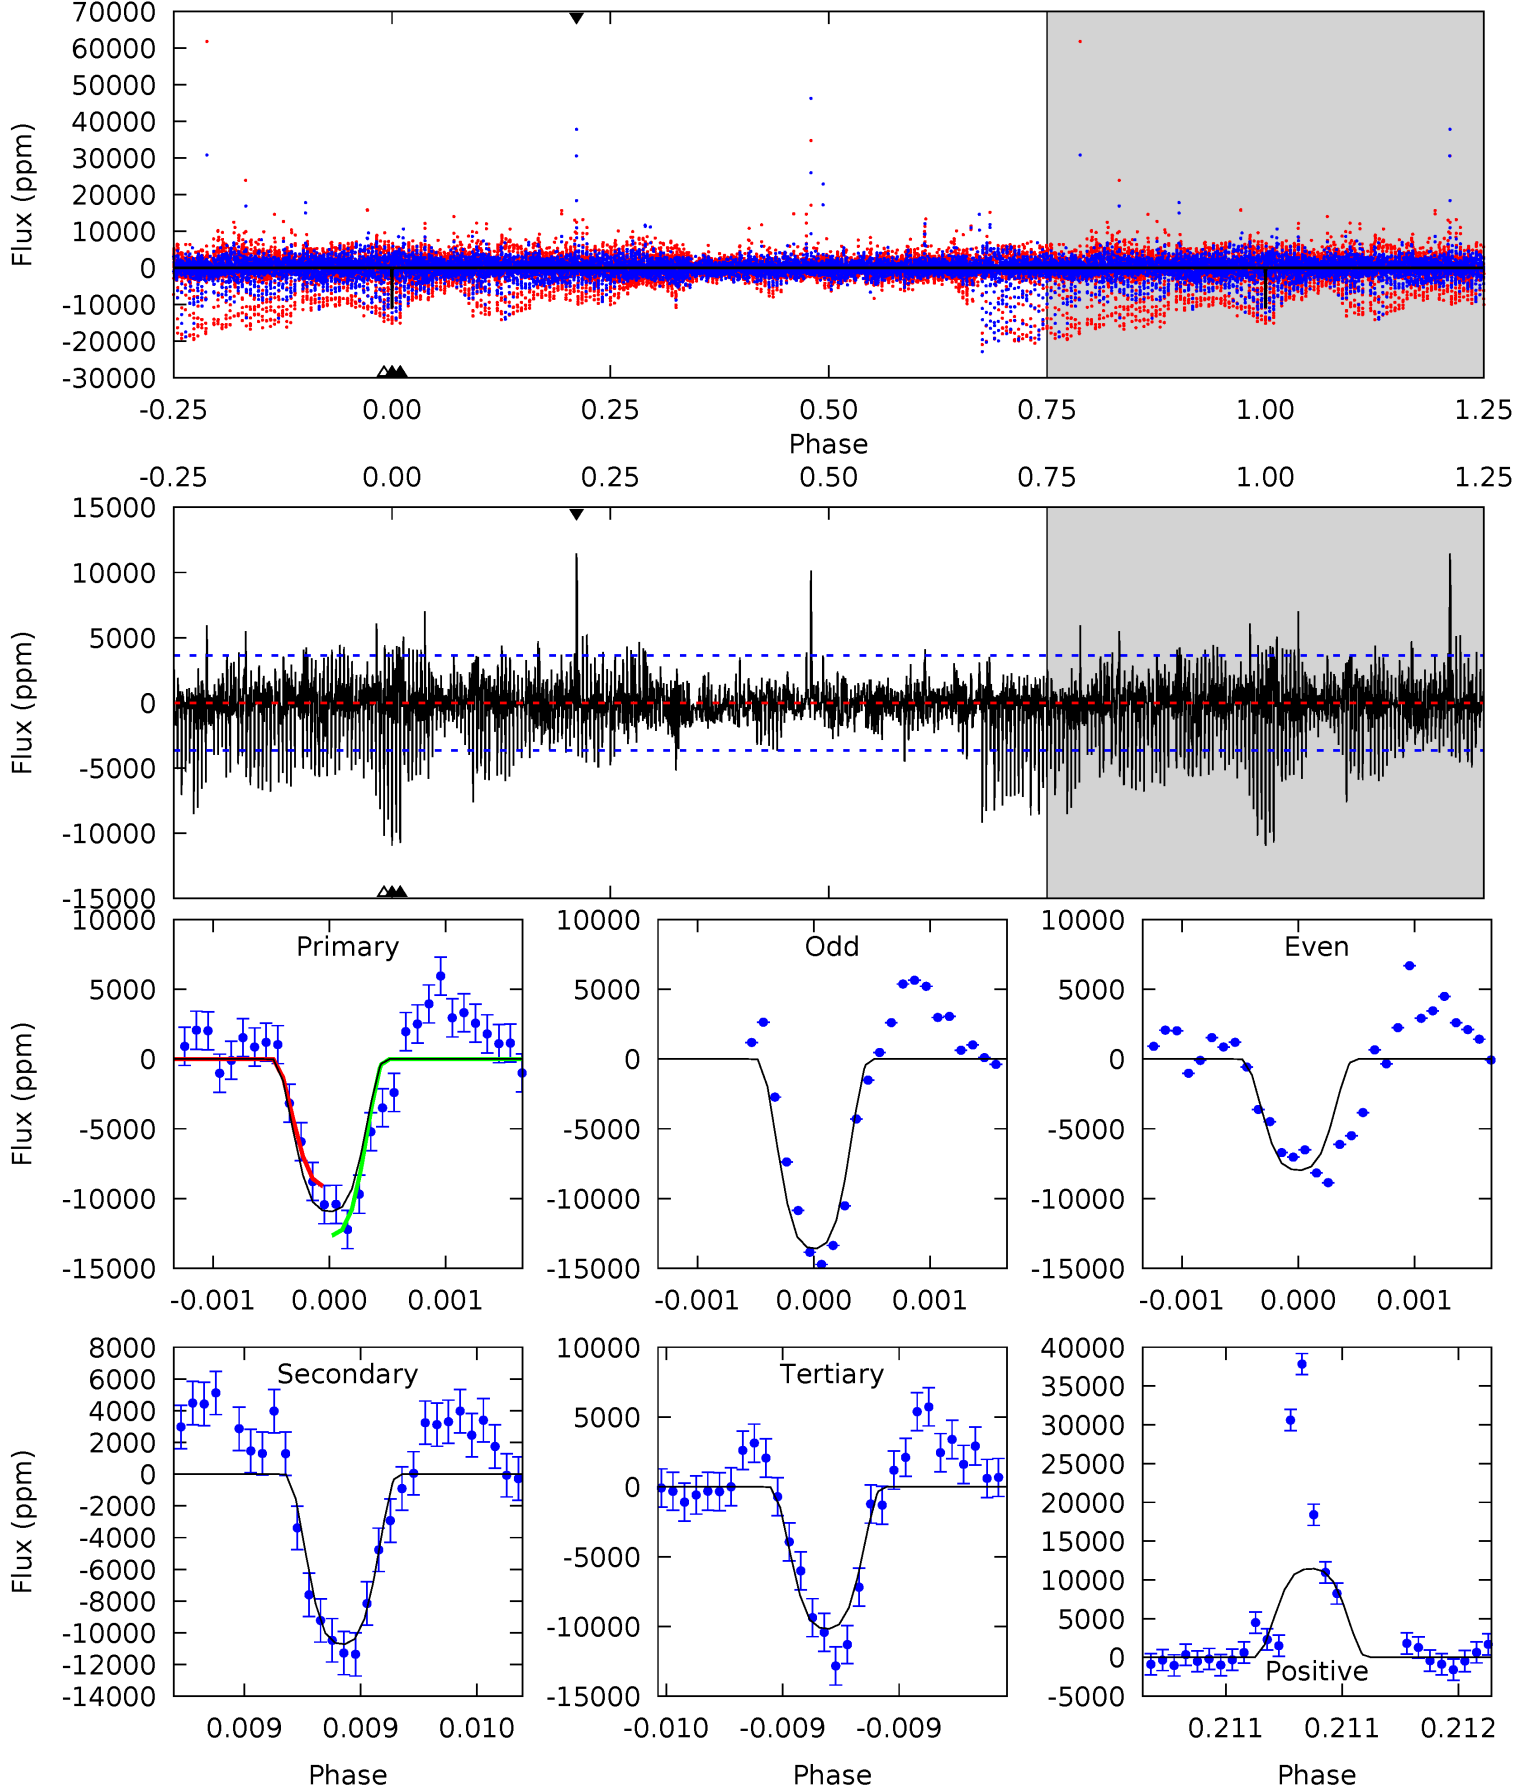 70000
60000
50000
40000
30000
20000
10000
0
-10000
-20000
-30000
Flux (ppm)
-0.25 0.00 0.25 0.50 0.75 1.00 1.25
Phase
-0.25 0.00 0.25 0.50 0.75 1.00 1.25
15000
10000
5000
0
-5000
-10000
-15000
Flux (ppm)
Primary
10000
5000
0
-5000
-10000
-15000
Flux (ppm)
-0.001 0.000 0.001
Odd
10000
5000
0
-5000
-10000
-15000
-0.001 0.000 0.001
Even
10000
5000
0
-5000
-10000
-15000
-0.001 0.000 0.001
Secondary
8000
6000
4000
2000
0
-2000
-4000
-6000
-8000
-10000
-12000
-14000
Flux (ppm)
0.009 0.009 0.010
Phase
Tertiary
10000
5000
0
-5000
-10000
-15000
-0.010 -0.009 -0.009
Phase
40000
35000
30000
25000
20000
15000
10000
5000
0
-5000
Positive
0.211 0.211 0.212
Phase